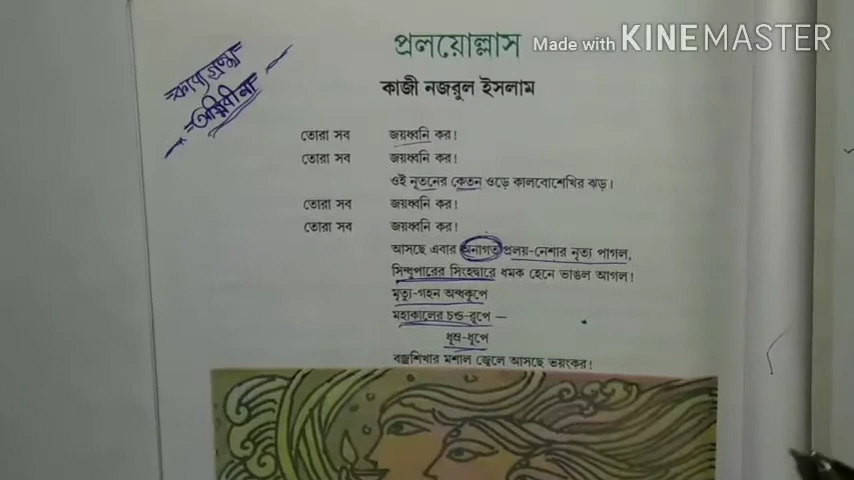 প্রলয়োল্লাস
Made with KINEMASTER
কাজী নজরুল ইসলাম
কাব্যগ্রন্থ
অগ্নিবীনা
তোরা সব জয়ধ্বনি কর!
তোরা সব জয়ধ্বনি কর!
ওই নূতনের কেতন ওড়ে কালবোশেখির ঝড়।
তোরা সব জয়ধ্বনি কর!
তোরা সব জয়ধ্বনি কর!
আসছে এবার অনাগত প্রলয়-নেশার নৃত্য পাগল,
সিন্ধুপারের সিংহদ্বারে ধমক হেনে ভাঙল আগল!
মৃত্যু-গহন অন্ধকূপে
মহাকালের চণ্ড-রূপে—
ধূম্র-ধূপে
বজ্রশিখার মশাল জ্বেলে আসছে ভয়ংকর!